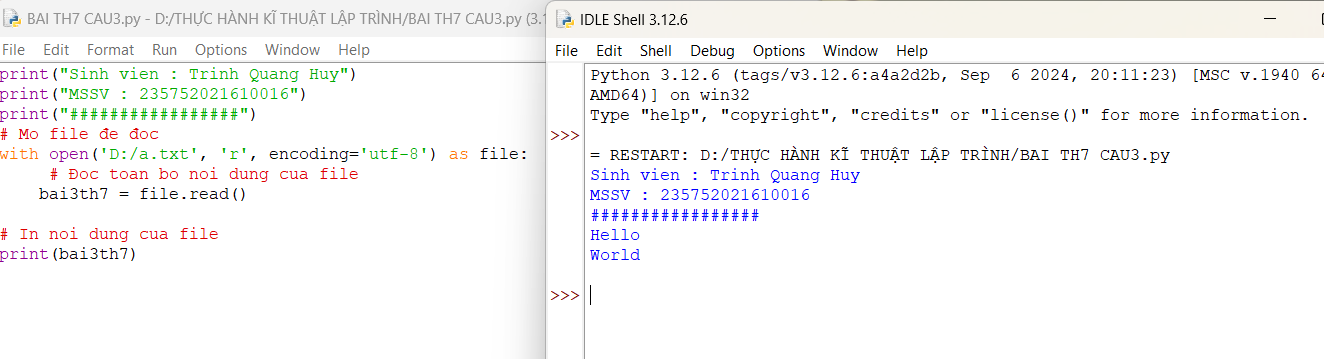 BAI TH7 CAU3.py - D:/THỰC HÀNH KĨ THUẬT LẬP TRÌNH/BAI TH7 CAU3.py (3.1
File Edit Format Run Options Window Help
print("Sinh vien : Trinh Quang Huy")
print("MSSV : 235752021610016")
print("#################")
# Mo file đe đoc
with open('D:/a.txt', 'r', encoding='utf-8') as file:
     # Đoc toan bo noi dung cua file
    bai3th7 = file.read()

# In noi dung cua file
print(bai3th7)
IDLE Shell 3.12.6
File Edit Shell Debug Options Window Help
Python 3.12.6 (tags/v3.12.6:a4a2d2b, Sep  6 2024, 20:11:23) [MSC v.1940 64
AMD64)] on win32
Type "help", "copyright", "credits" or "license()" for more information.
>>>
= RESTART: D:/THỰC HÀNH KĨ THUẬT LẬP TRÌNH/BAI TH7 CAU3.py
Sinh vien : Trinh Quang Huy
MSSV : 235752021610016
#################
Hello
World
>>>